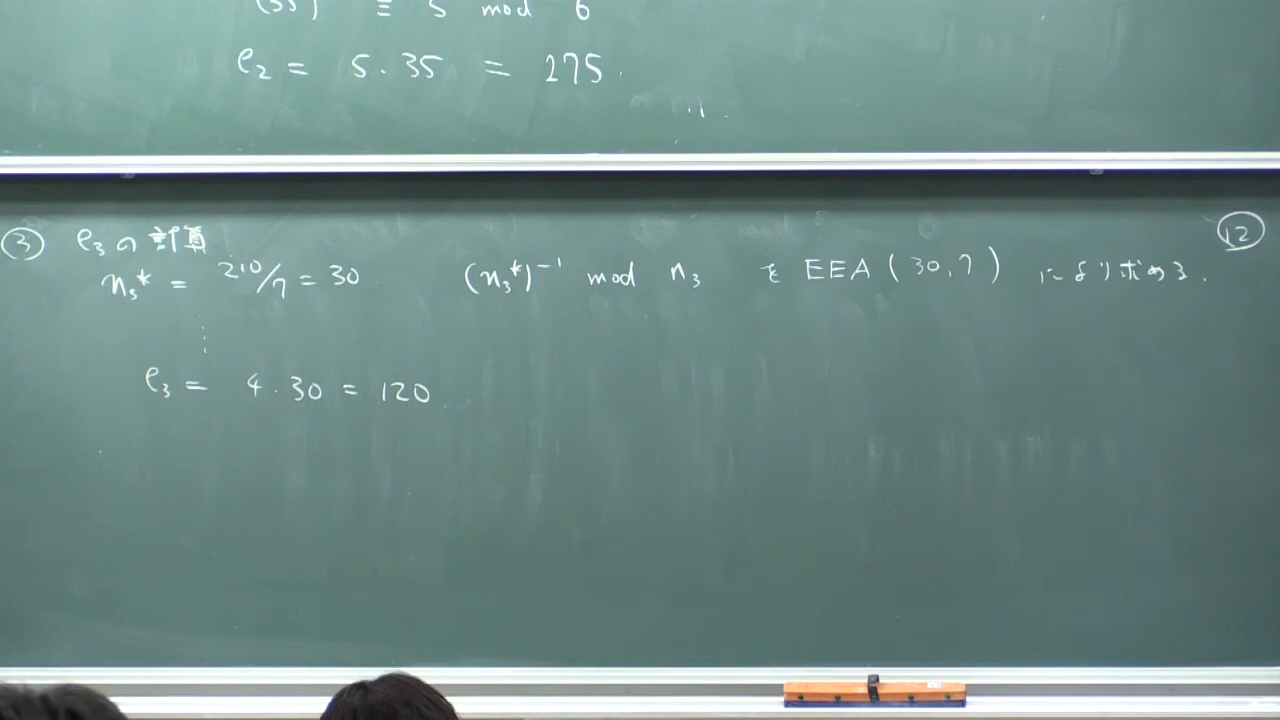 (35) ≡ 5 mod 6
e₂ = 5・35 = 275.
③ e₃の計算
⑫
n₃* = 210/7 = 30 (n₃*)⁻¹ mod n₃ を EEA (30,7) により求める.
⋮
e₃ = 4・30 = 120.